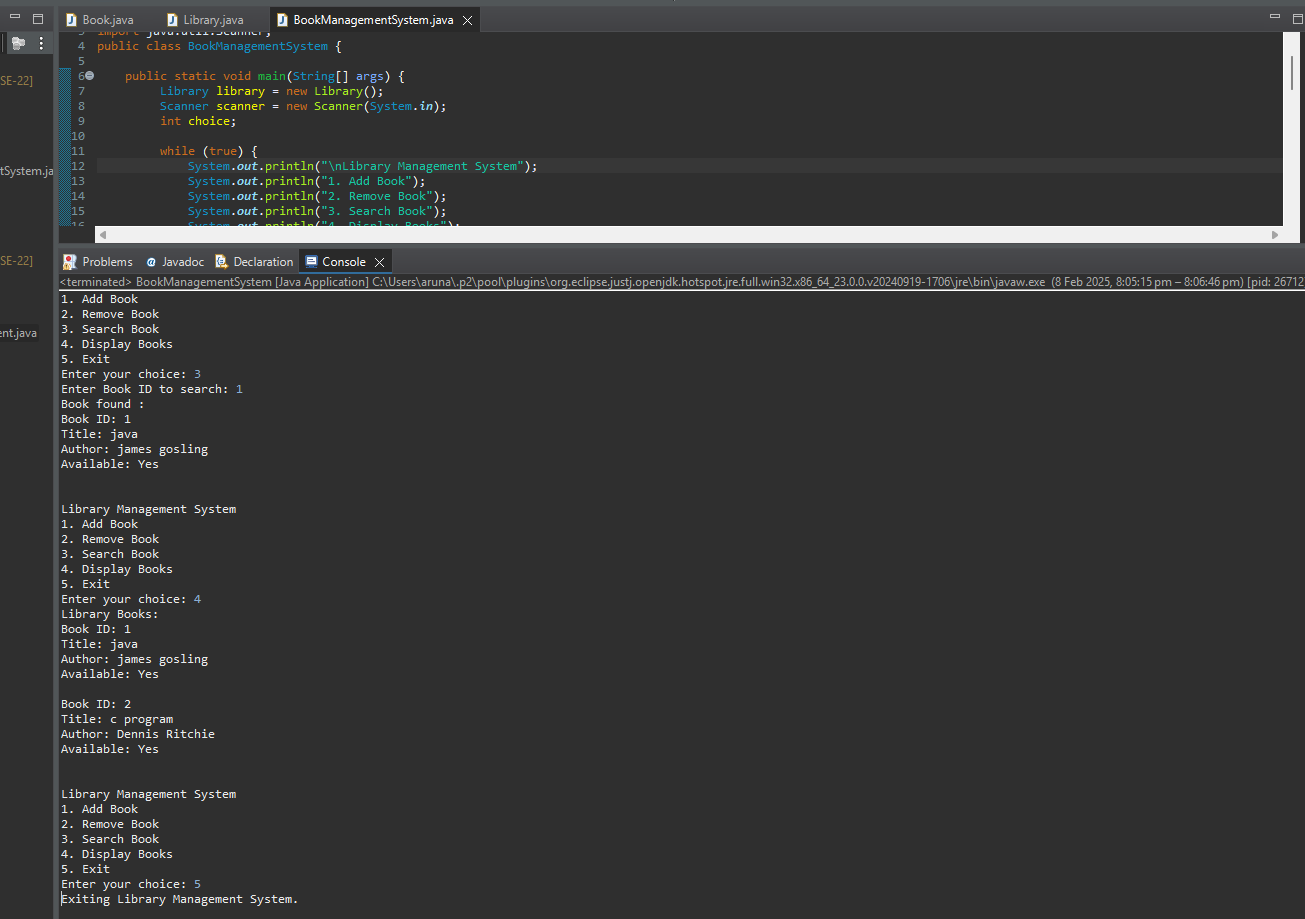 Book.java Library.java BookManagementSystem.java
3 import java.util.Scanner;
4 public class BookManagementSystem {
5
6 public static void main(String[] args) {
7 Library library = new Library();
8 Scanner scanner = new Scanner(System.in);
9 int choice;
10
11 while (true) {
12 System.out.println("\nLibrary Management System");
13 System.out.println("1. Add Book");
14 System.out.println("2. Remove Book");
15 System.out.println("3. Search Book");
16 System.out.println("4. Display Books");
SE-22]
tSystem.ja
SE-22]
ent.java
Problems Javadoc Declaration Console
<terminated> BookManagementSystem [Java Application] C:\Users\aruna\.p2\pool\plugins\org.eclipse.justj.openjdk.hotspot.jre.full.win32.x86_64_23.0.0.v20240919-1706\jre\bin\javaw.exe (8 Feb 2025, 8:05:15 pm – 8:06:46 pm) [pid: 26712
1. Add Book
2. Remove Book
3. Search Book
4. Display Books
5. Exit
Enter your choice: 3
Enter Book ID to search: 1
Book found :
Book ID: 1
Title: java
Author: james gosling
Available: Yes
Library Management System
1. Add Book
2. Remove Book
3. Search Book
4. Display Books
5. Exit
Enter your choice: 4
Library Books:
Book ID: 1
Title: java
Author: james gosling
Available: Yes
Book ID: 2
Title: c program
Author: Dennis Ritchie
Available: Yes
Library Management System
1. Add Book
2. Remove Book
3. Search Book
4. Display Books
5. Exit
Enter your choice: 5
Exiting Library Management System.